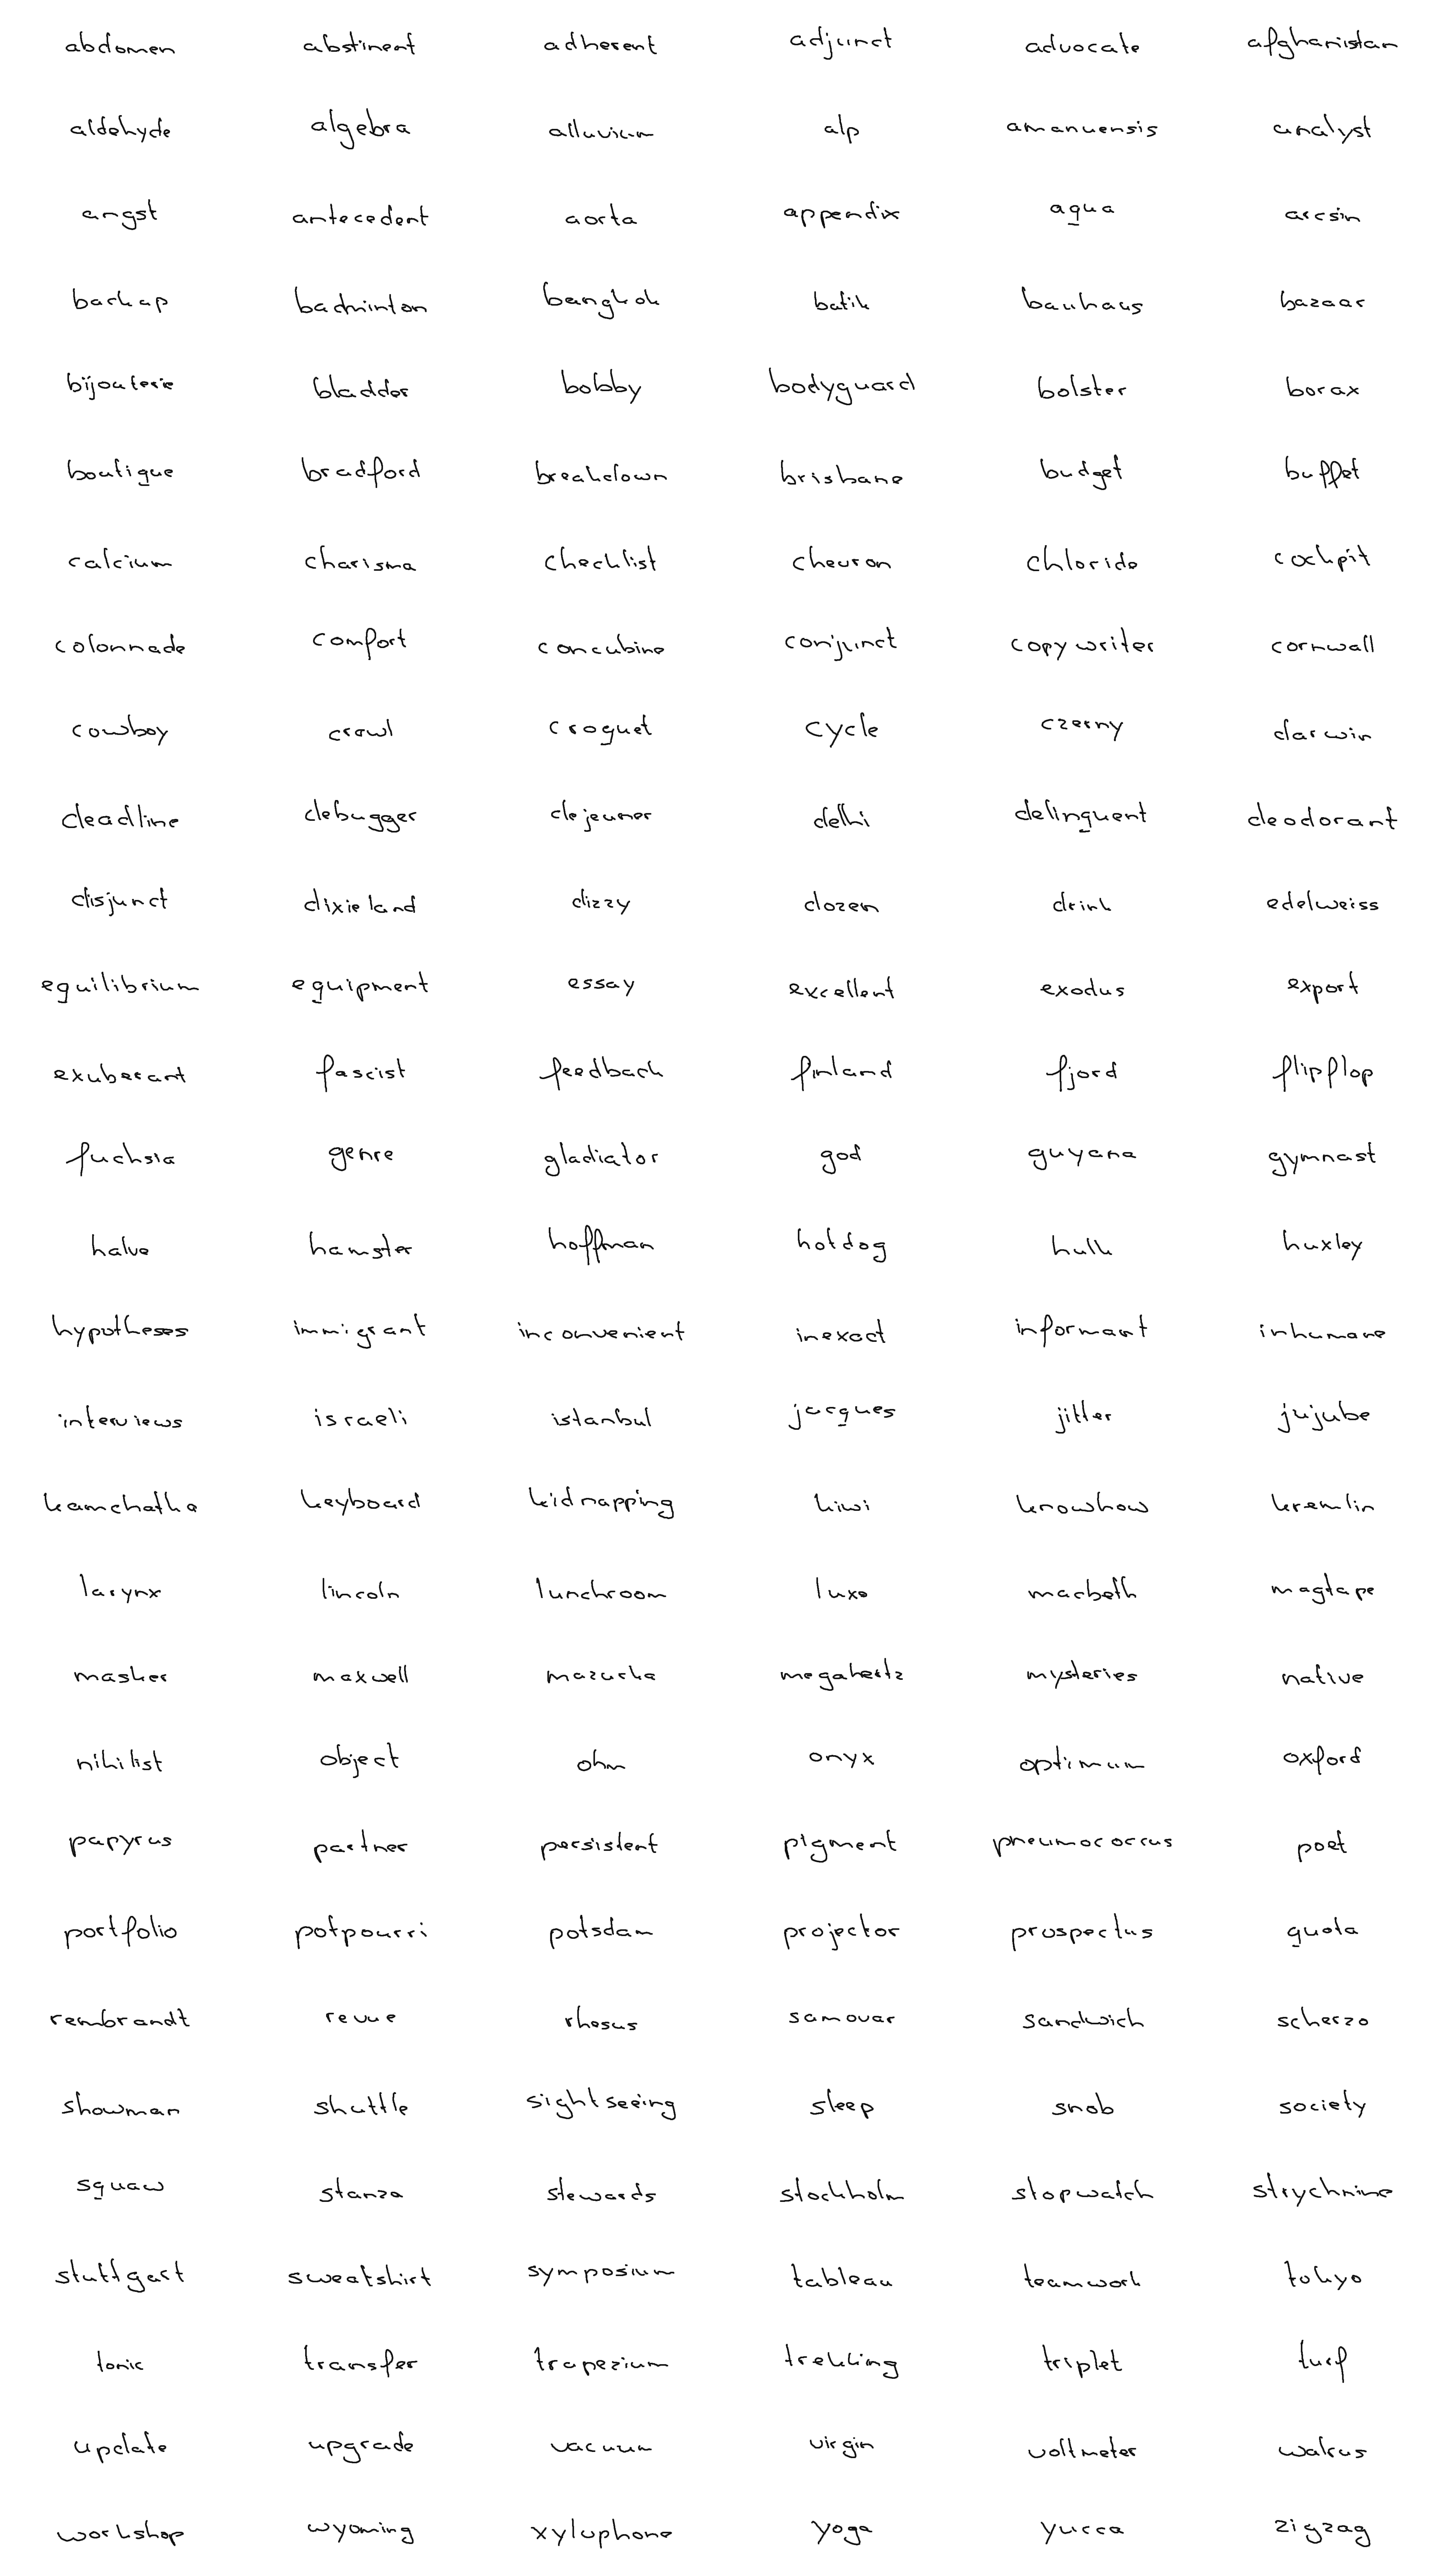 abdomen abstinent adherent adjunct advocate afghanistan
aldehyde algebra alluvium alp amanuensis analyst
angst antecedent aorta appendix aqua arcsin
backup badminton bangkok batik bauhaus bazaar
bijouterie bladder bobby bodyguard bolster borax
boutique bradford breakdown brisbane budget buffet
calcium charisma checklist chevron chloride cockpit
colonnade comfort concubine conjunct copywriter cornwall
cowboy crawl croquet cycle czerny darwin
deadline debugger dejeuner delhi delinquent deodorant
disjunct dixieland dizzy dozen drink edelweiss
equilibrium equipment essay excellent exodus export
exuberant fascist feedback finland fjord flipflop
fuchsia genre gladiator god guyana gymnast
halve hamster hoffman hotdog hulk huxley
hypotheses immigrant inconvenient inexact informant inhumane
interviews israeli istanbul jacques jitter jujube
kamchatka keyboard kidnapping kiwi knowhow kremlin
larynx lincoln lunchroom luxe macbeth magtape
masker maxwell mazurka megahertz mysteries native
nihilist object ohm onyx optimum oxford
papyrus partner persistent pigment pneumococcus poet
portfolio potpourri potsdam projector prospectus quota
rembrandt revue rhesus samovar sandwich scherzo
showman shuttle sightseeing sleep snob society
squaw stanza stewards stockholm stopwatch strychnine
stuttgart sweatshirt symposium tableau teamwork tokyo
tonic transfer trapezium trekking triplet turf
update upgrade vacuum virgin voltmeter walrus
workshop wyoming xylophone yoga yucca zigzag